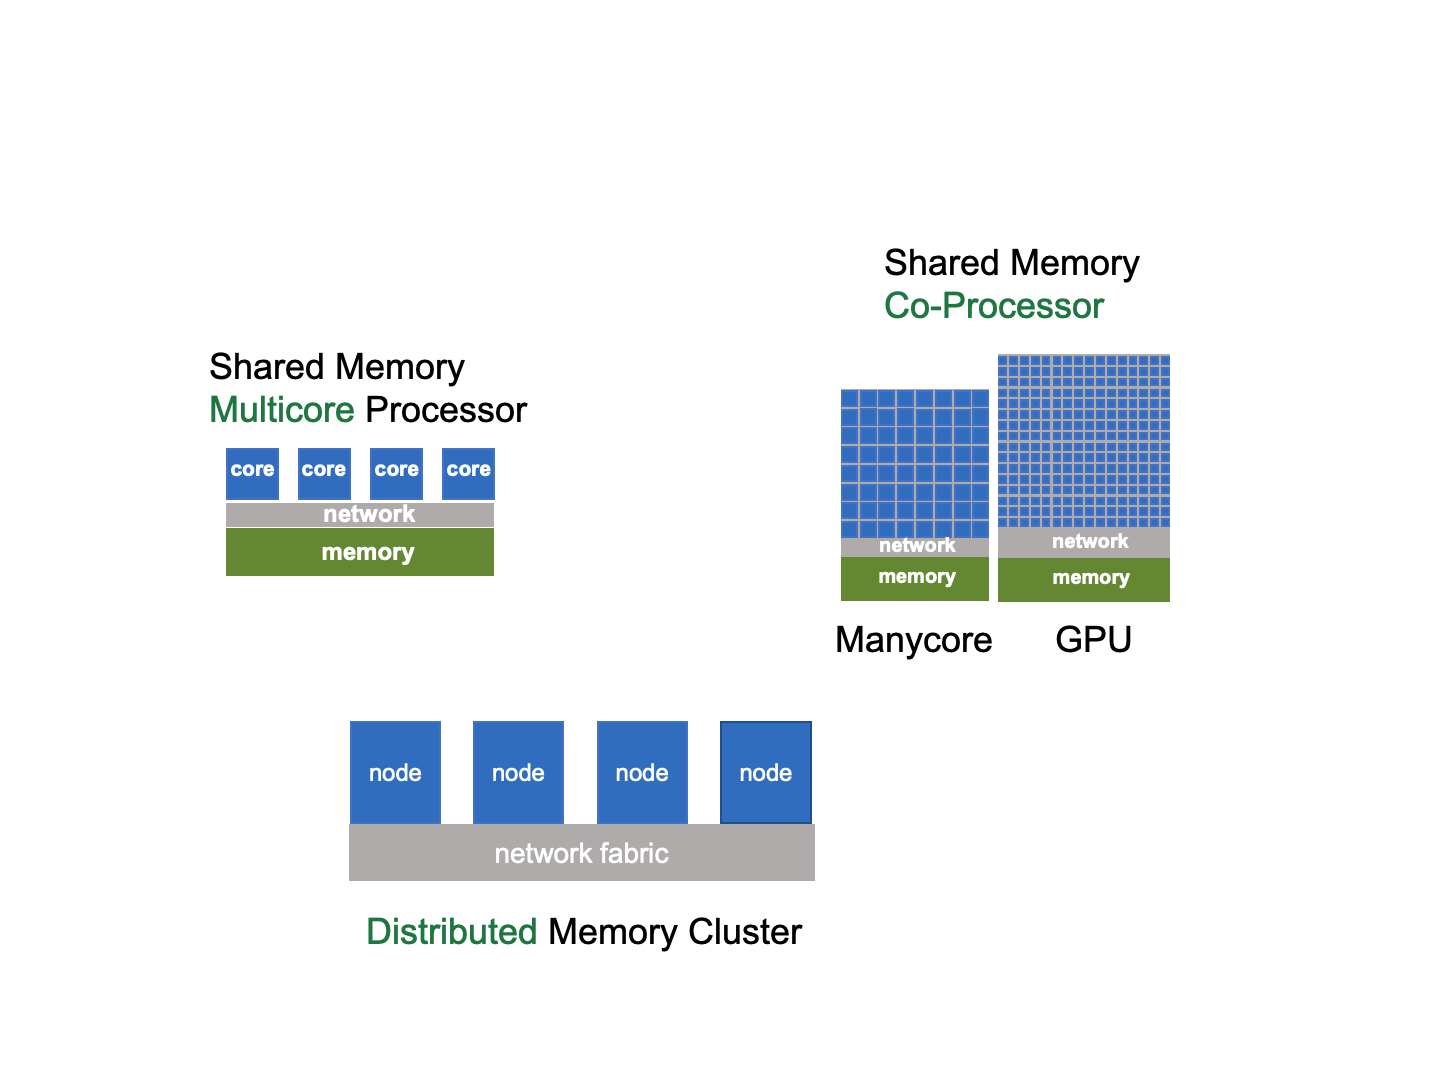 Shared Memory
Multicore Processor
core core core core
network
memory
Shared Memory
Co-Processor
network
memory
network
memory
Manycore
GPU
node node node node
network fabric
Distributed Memory Cluster